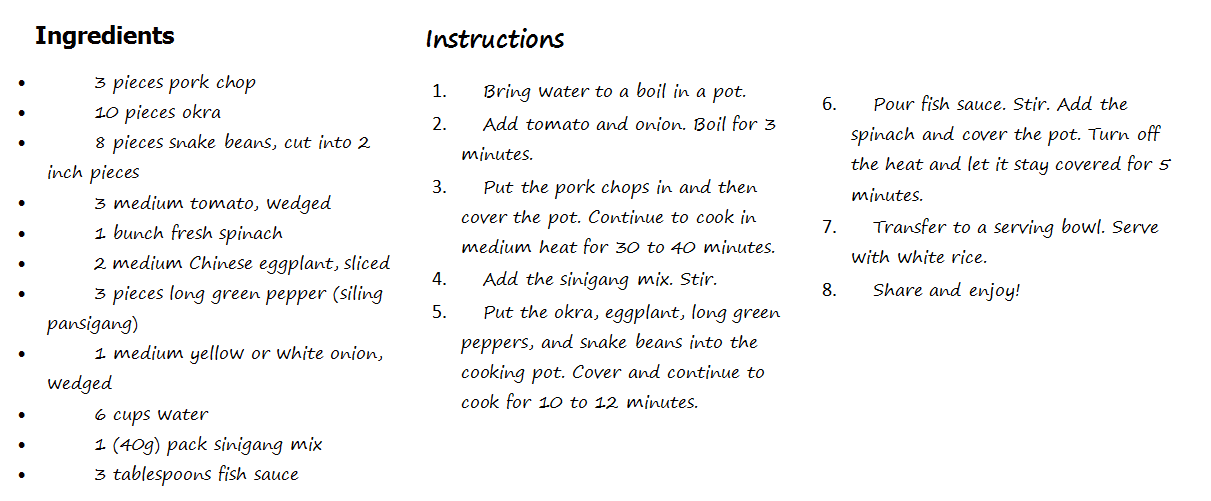 Ingredients
• 3 pieces pork chop
• 10 pieces okra
• 8 pieces snake beans, cut into 2
inch pieces
• 3 medium tomato, wedged
• 1 bunch fresh spinach
• 2 medium Chinese eggplant, sliced
• 3 pieces long green pepper (siling
pansigang)
• 1 medium yellow or white onion,
wedged
• 6 cups water
• 1 (40g) pack sinigang mix
• 3 tablespoons fish sauce
Instructions
1. Bring water to a boil in a pot.
2. Add tomato and onion. Boil for 3
minutes.
3. Put the pork chops in and then
cover the pot. Continue to cook in
medium heat for 30 to 40 minutes.
4. Add the sinigang mix. Stir.
5. Put the okra, eggplant, long green
peppers, and snake beans into the
cooking pot. Cover and continue to
cook for 10 to 12 minutes.
6. Pour fish sauce. Stir. Add the
spinach and cover the pot. Turn off
the heat and let it stay covered for 5
minutes.
7. Transfer to a serving bowl. Serve
with white rice.
8. Share and enjoy!